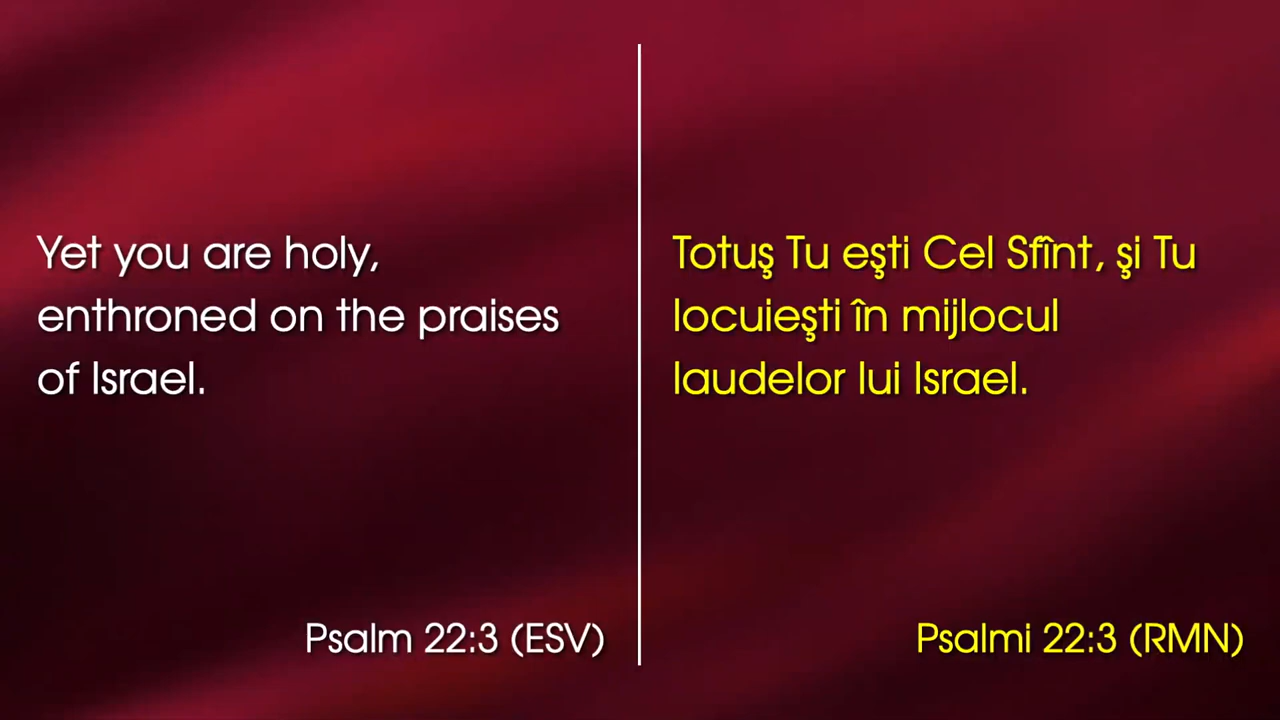 Yet you are holy,
enthroned on the praises
of Israel.
Psalm 22:3 (ESV)
Totuş Tu eşti Cel Sfînt, şi Tu
locuieşti în mijlocul
laudelor lui Israel.
Psalmi 22:3 (RMN)